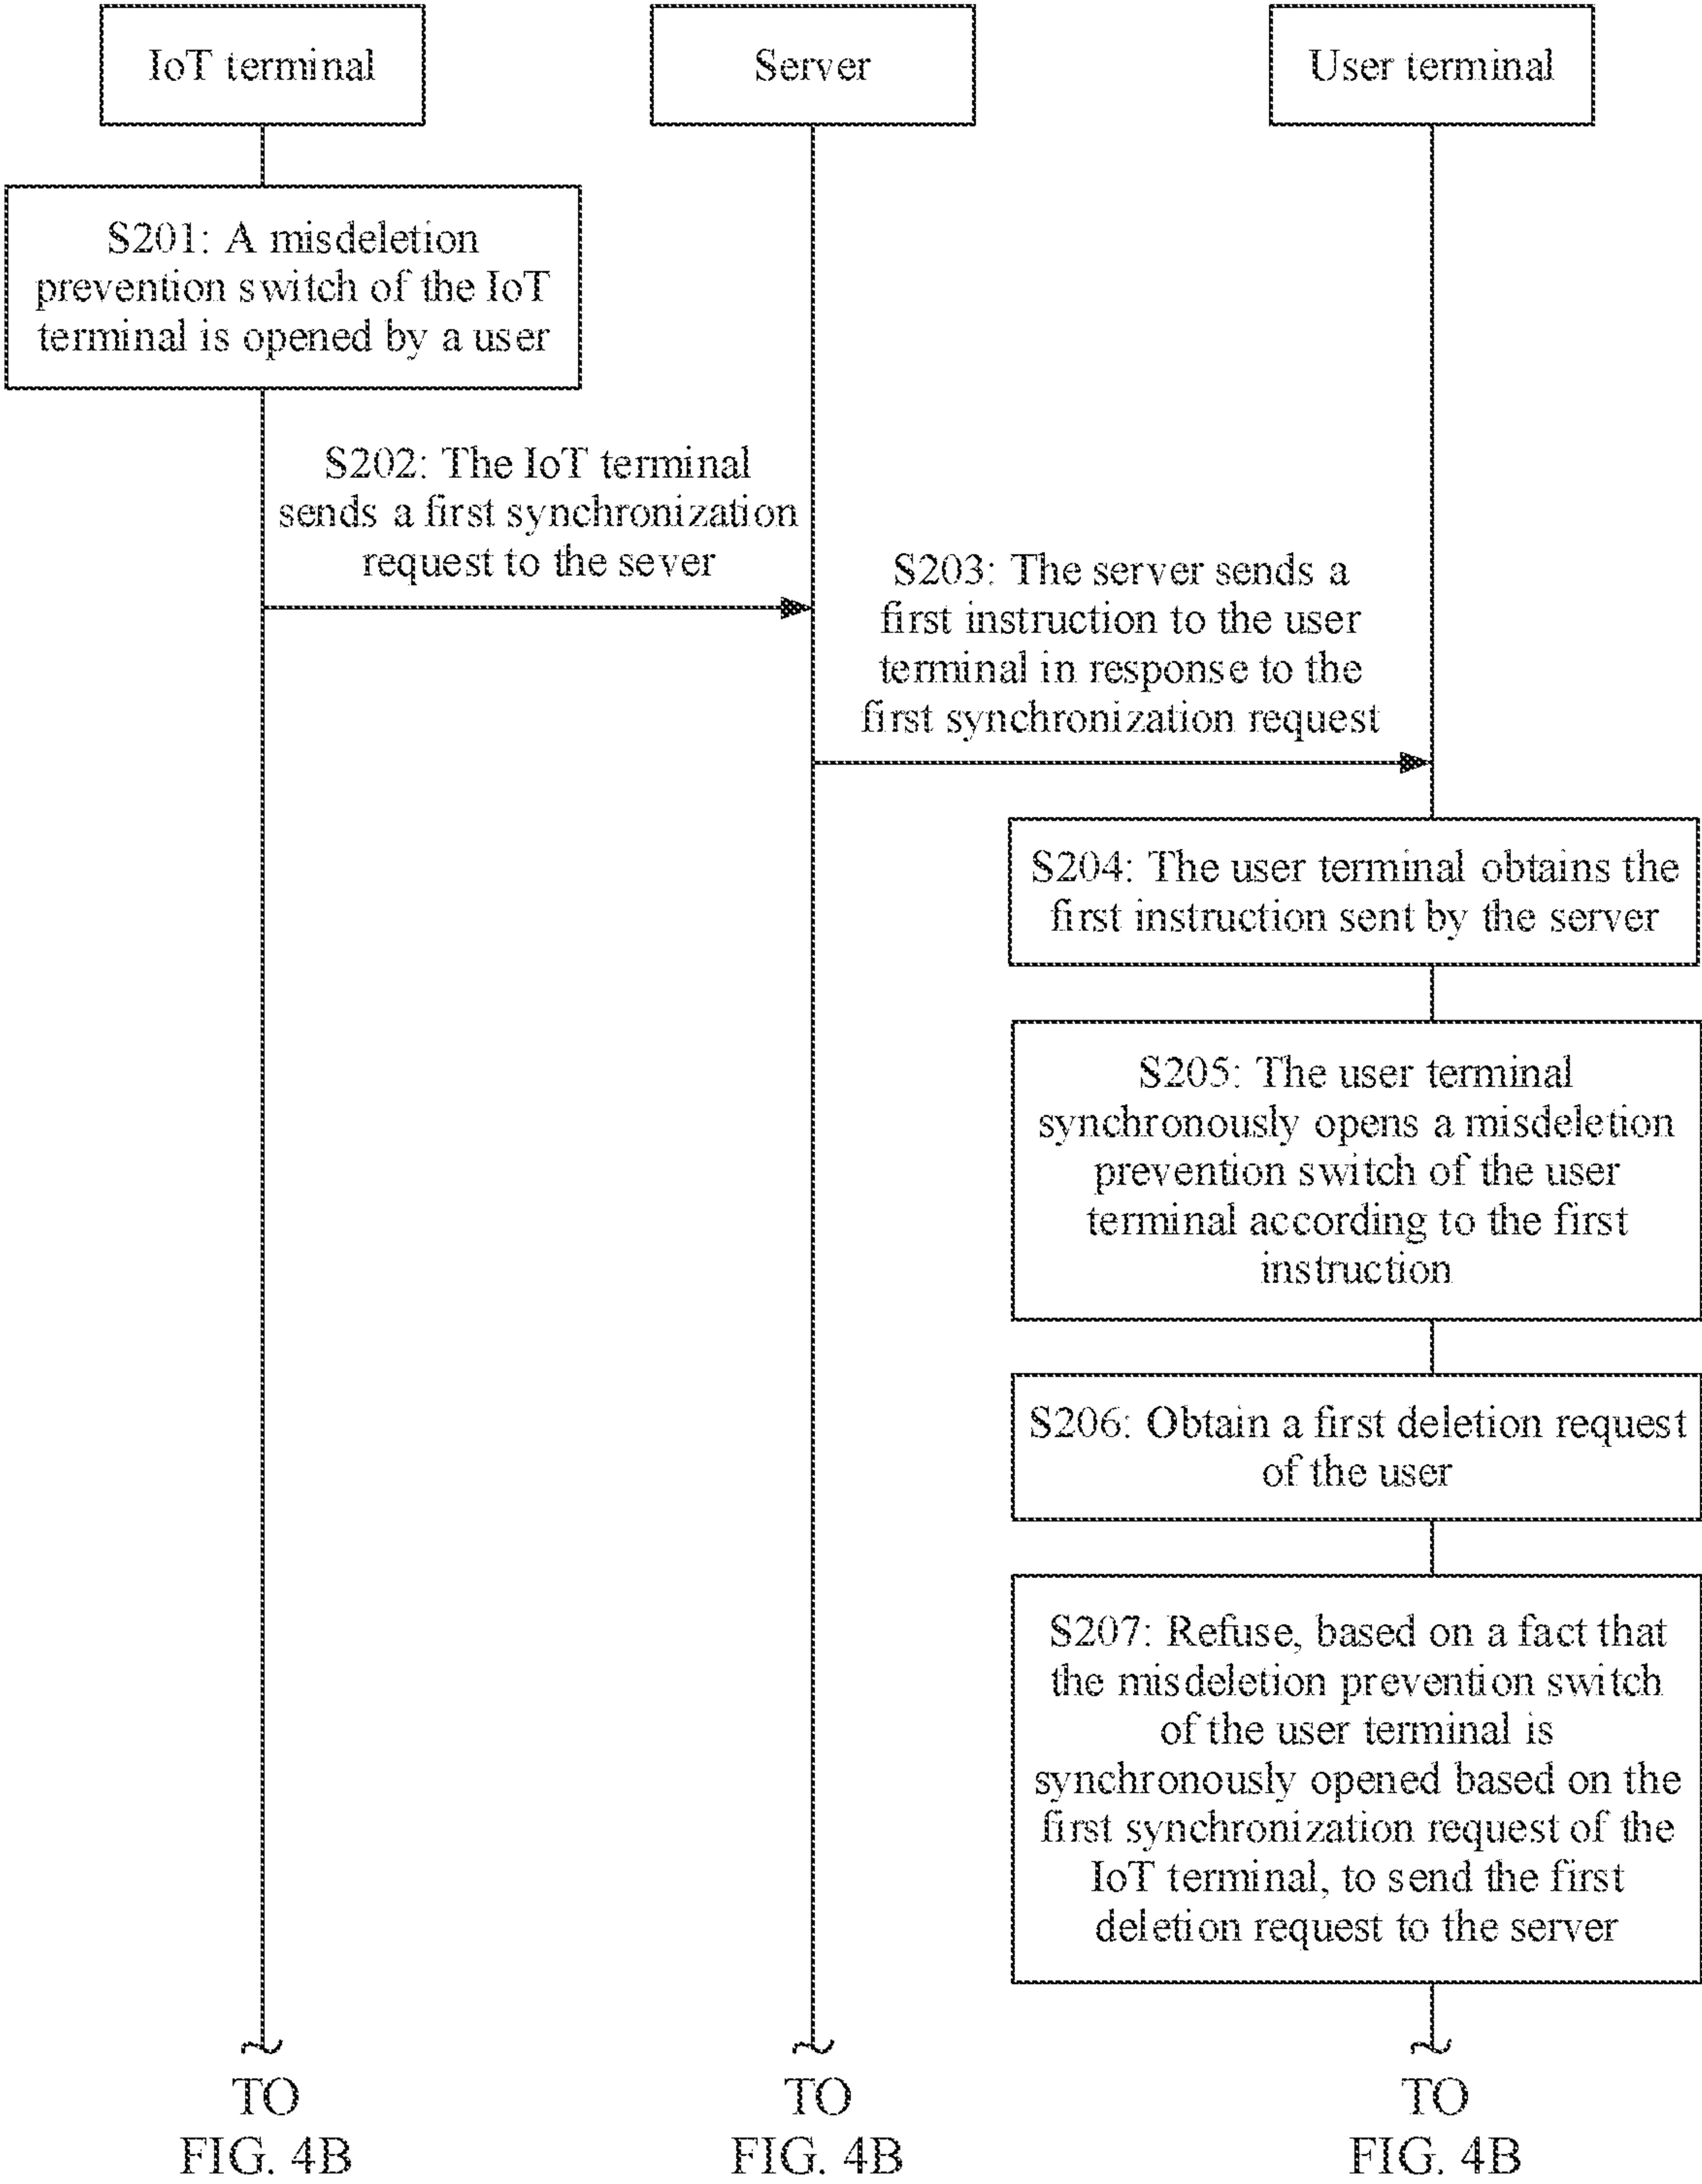 IoT terminal
Server
User terminal
S201: A misdeletion
prevention switch of the IoT
terminal is opened by a user
S202: The IoT terminal
sends a first synchronization
request to the sever
S203: The server sends a
first instruction to the user
terminal in response to the
first synchronization request
S204: The user terminal obtains the
first instruction sent by the server
S205: The user terminal
synchronously opens a misdeletion
prevention switch of the user
terminal according to the first
instruction
S206: Obtain a first deletion request
of the user
S207: Refuse, based on a fact that
the misdeletion prevention switch
of the user terminal is
synchronously opened based on the
first synchronization request of the
IoT terminal, to send the first
deletion request to the server
TO
FIG. 4B
TO
FIG. 4B
TO
FIG. 4B